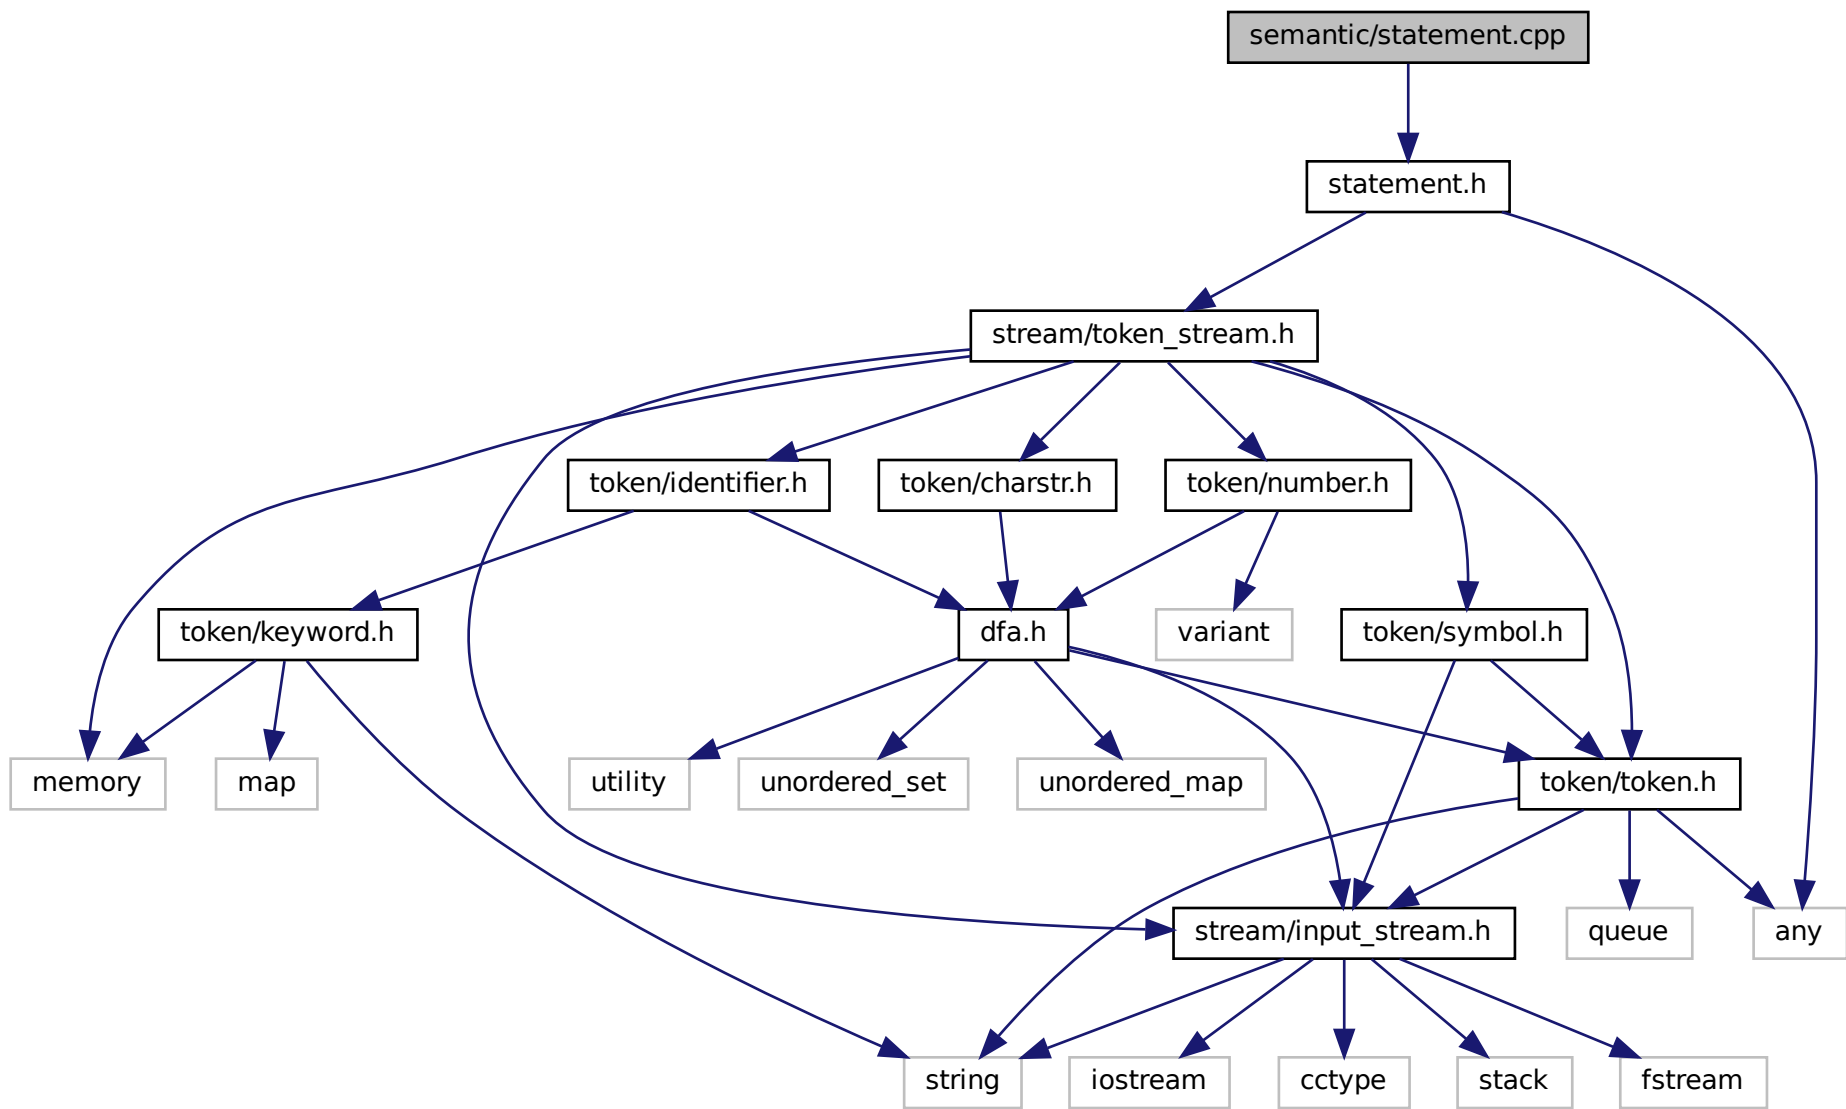 semantic/statement.cpp
statement.h
stream/token_stream.h
token/identifier.h
token/charstr.h
token/number.h
token/keyword.h
dfa.h
variant
token/symbol.h
memory
map
utility
unordered_set
unordered_map
token/token.h
stream/input_stream.h
queue
any
string
iostream
cctype
stack
fstream